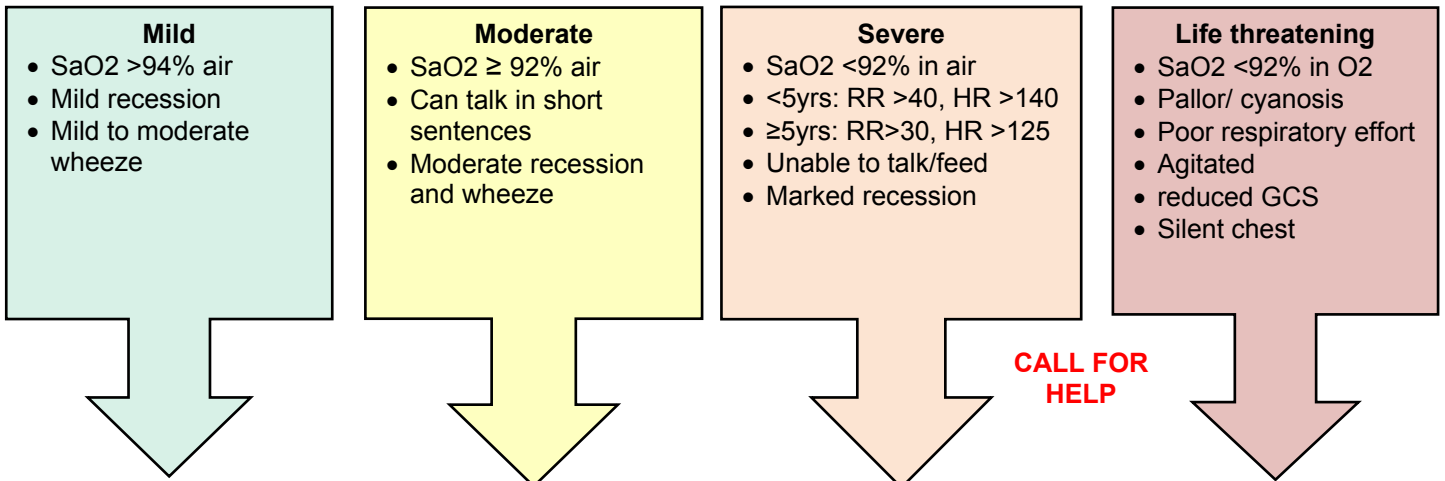 Mild
• SaO2 >94% air
• Mild recession
• Mild to moderate
wheeze
Moderate
• SaO2 ≥ 92% air
• Can talk in short
sentences
• Moderate recession
and wheeze
Severe
• SaO2 <92% in air
• <5yrs: RR >40, HR >140
• ≥5yrs: RR>30, HR >125
• Unable to talk/feed
• Marked recession
Life threatening
• SaO2 <92% in O2
• Pallor/ cyanosis
• Poor respiratory effort
• Agitated
• reduced GCS
• Silent chest
CALL FOR
HELP